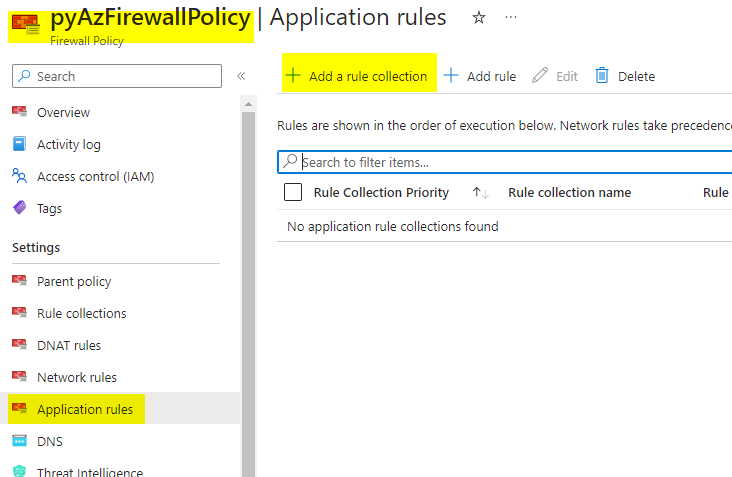 pyAzFirewallPolicy | Application rules ☆ ...
Firewall Policy
Search «
+ Add a rule collection + Add rule Edit Delete
Overview
Activity log
Access control (IAM)
Tags
Settings
Parent policy
Rule collections
DNAT rules
Network rules
Application rules
DNS
Threat Intelligence
Rules are shown in the order of execution below. Network rules take precedenc
Search to filter items...
Rule Collection Priority ↑↓ Rule collection name Rule
No application rule collections found